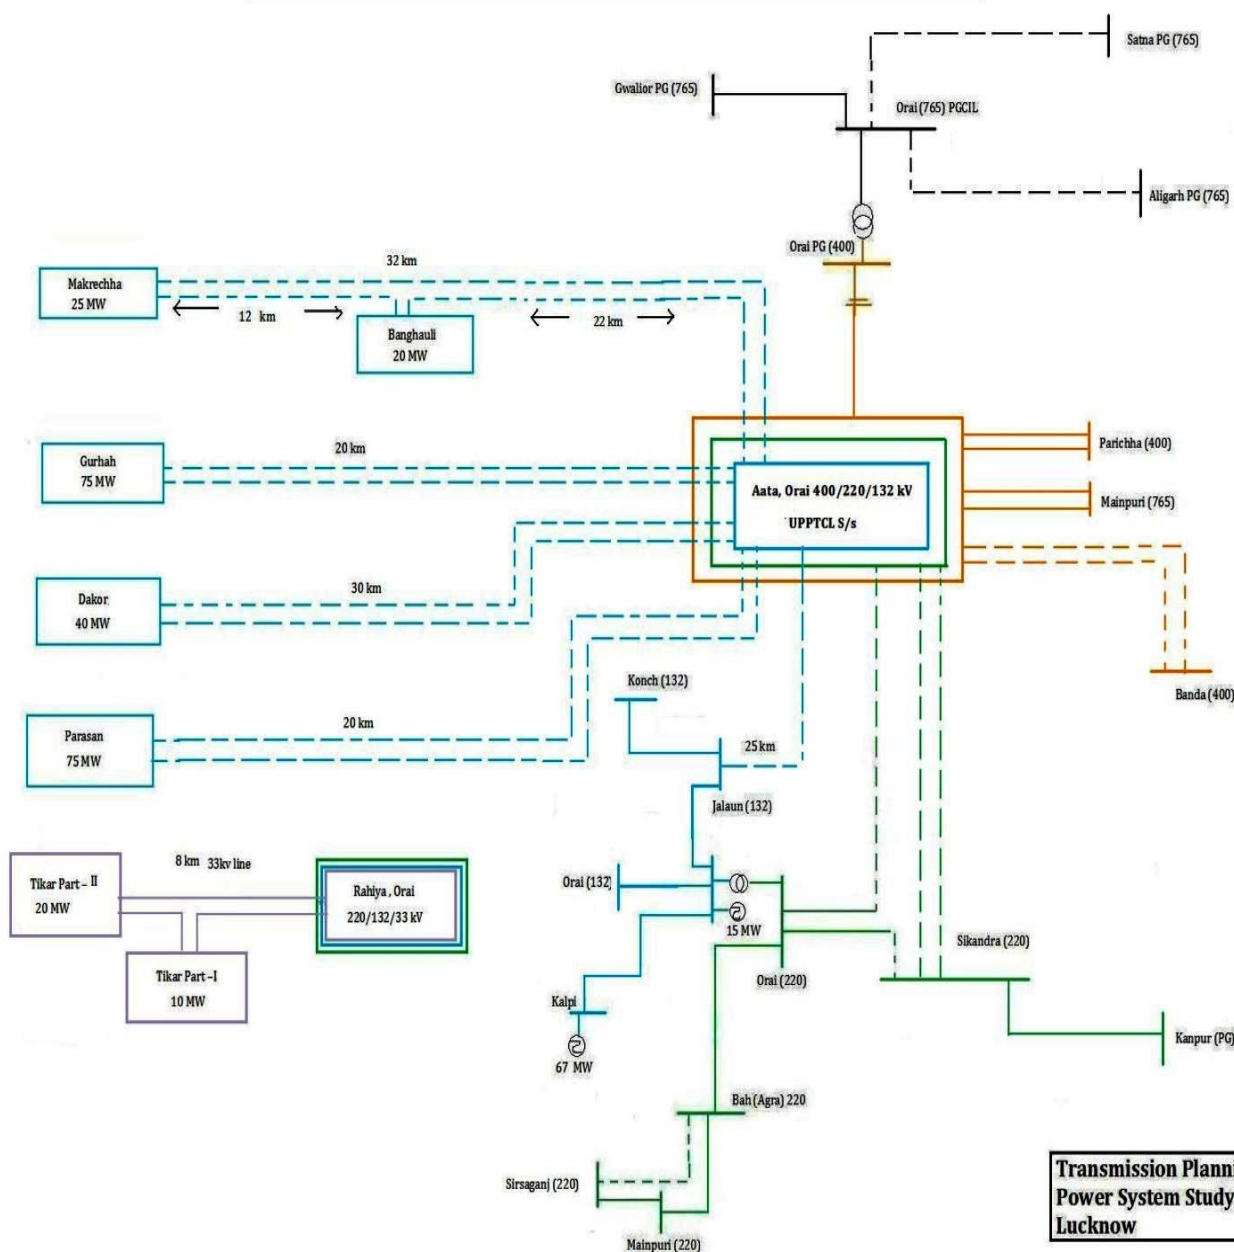 Satna PG (765)
Gwalior PG (765)
Orai (765) PGCIL
Aligarh PG (765)
Orai PG (400)
32 km
Makrechha
25 MW
12 km
22 km
Banghauli
20 MW
20 km
Gurhah
75 MW
Parichha (400)
Aata, Orai 400/220/132 kV
UPPTCL S/s
Mainpuri (765)
30 km
Dakor
40 MW
Konch (132)
Banda (400)
20 km
Parasan
75 MW
25 km
Jalaun (132)
8 km 33kv line
Tikar Part – II
20 MW
Rahiya , Orai
220/132/33 kV
Orai (132)
15 MW
Sikandra (220)
Orai (220)
Tikar Part –I
10 MW
Kalpi
67 MW
Kanpur (PG)
Bah (Agra) 220
Sirsaganj (220)
Mainpuri (220)
Transmission Planni
Power System Study
Lucknow